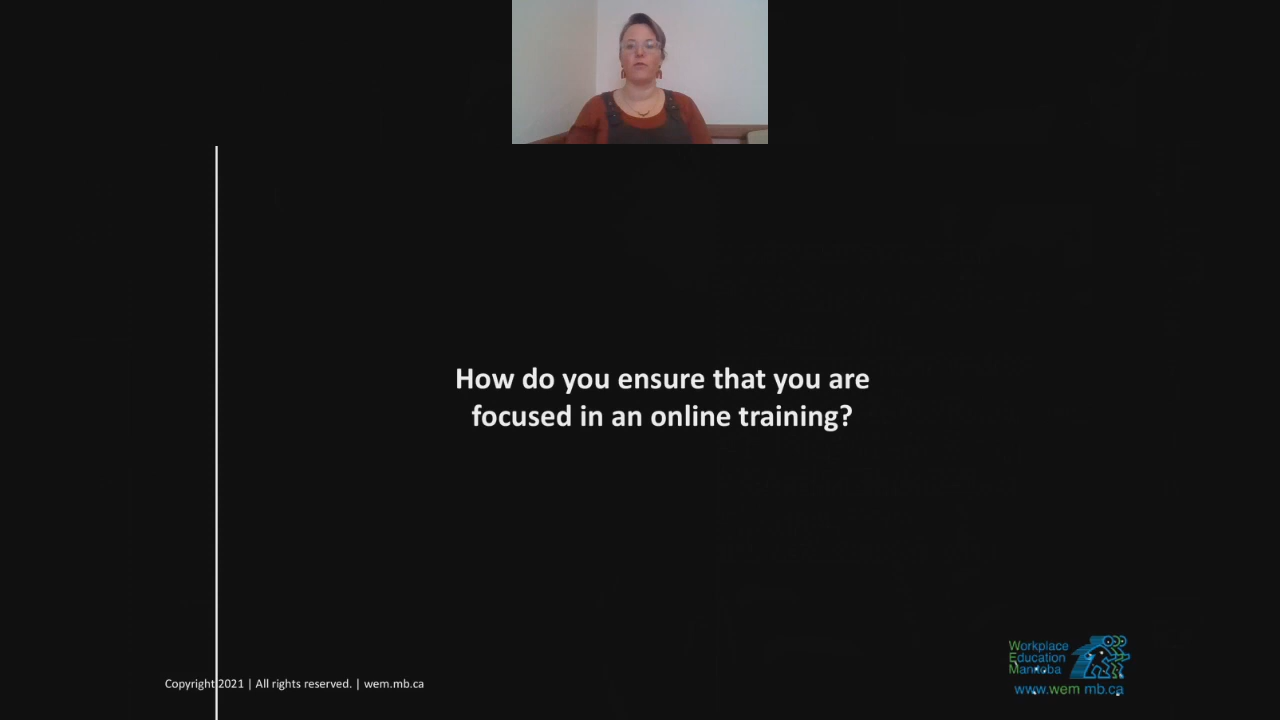 How do you ensure that you are
focused in an online training?
Workplace
Education
Manitoba
www.wem.mb.ca
Copyright 2021 | All rights reserved. | wem.mb.ca